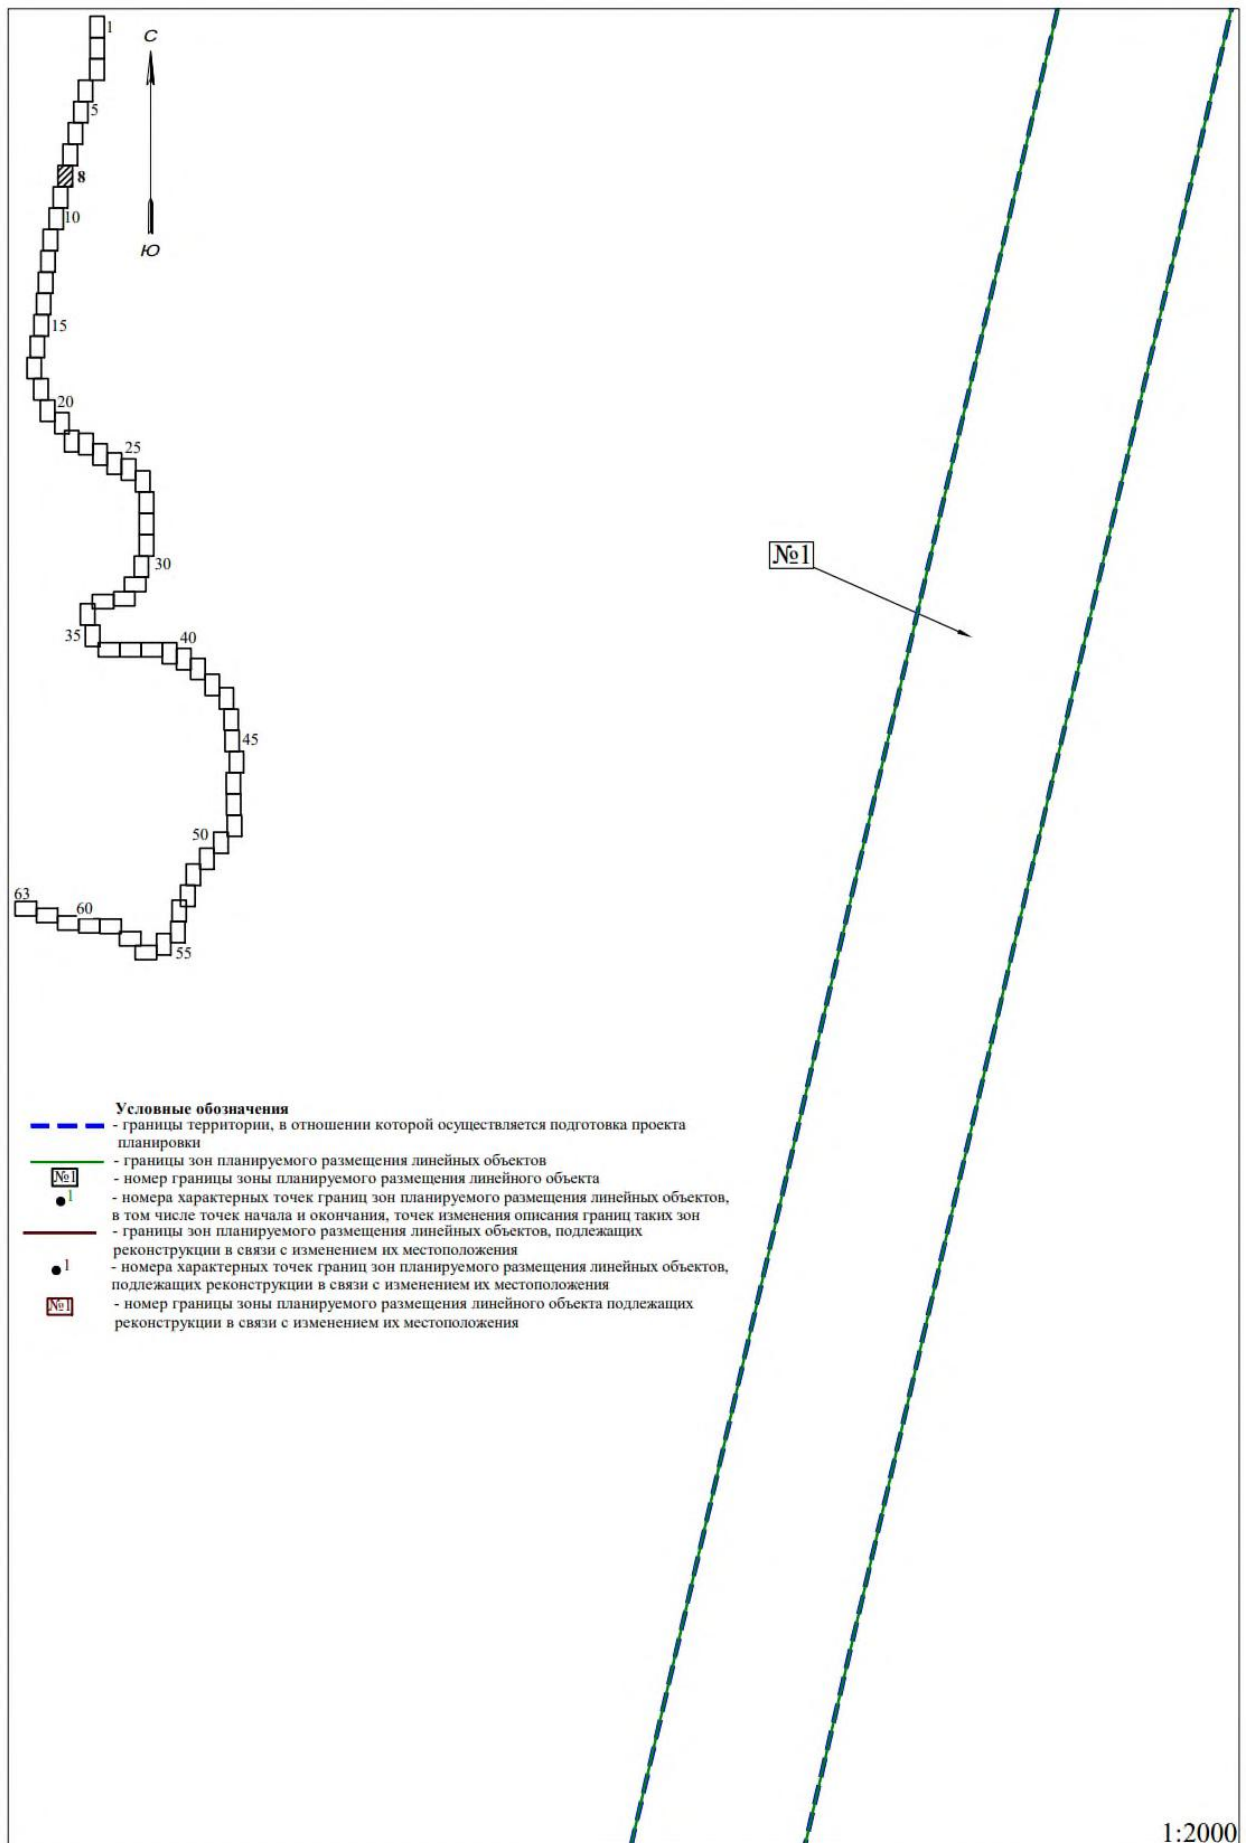 1
С
5
8
10
Ю
15
20
25
№1
30
35
40
45
50
63
60
55
Условные обозначения
- границы территории, в отношении которой осуществляется подготовка проекта
планировки
- границы зон планируемого размещения линейных объектов
№1
- номер границы зоны планируемого размещения линейного объекта
1
- номера характерных точек границ зон планируемого размещения линейных объектов,
в том числе точек начала и окончания, точек изменения описания границ таких зон
- границы зон планируемого размещения линейных объектов, подлежащих
реконструкции в связи с изменением их местоположения
1
- номера характерных точек границ зон планируемого размещения линейных объектов,
подлежащих реконструкции в связи с изменением их местоположения
№1
- номер границы зоны планируемого размещения линейного объекта подлежащих
реконструкции в связи с изменением их местоположения
1:2000